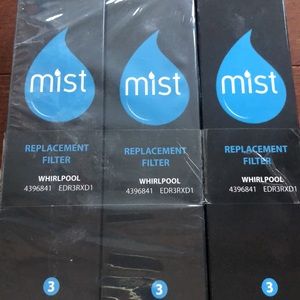 mist
REPLACEMENT
FILTER
WHIRLPOOL
4396841 EDR3RXD1
3
mist
REPLACEMENT
FILTER
WHIRLPOOL
4396841 EDR3RXD1
3
mist
REPLACEMENT
FILTER
WHIRLPOOL
4396841 EDR3RXD1
3